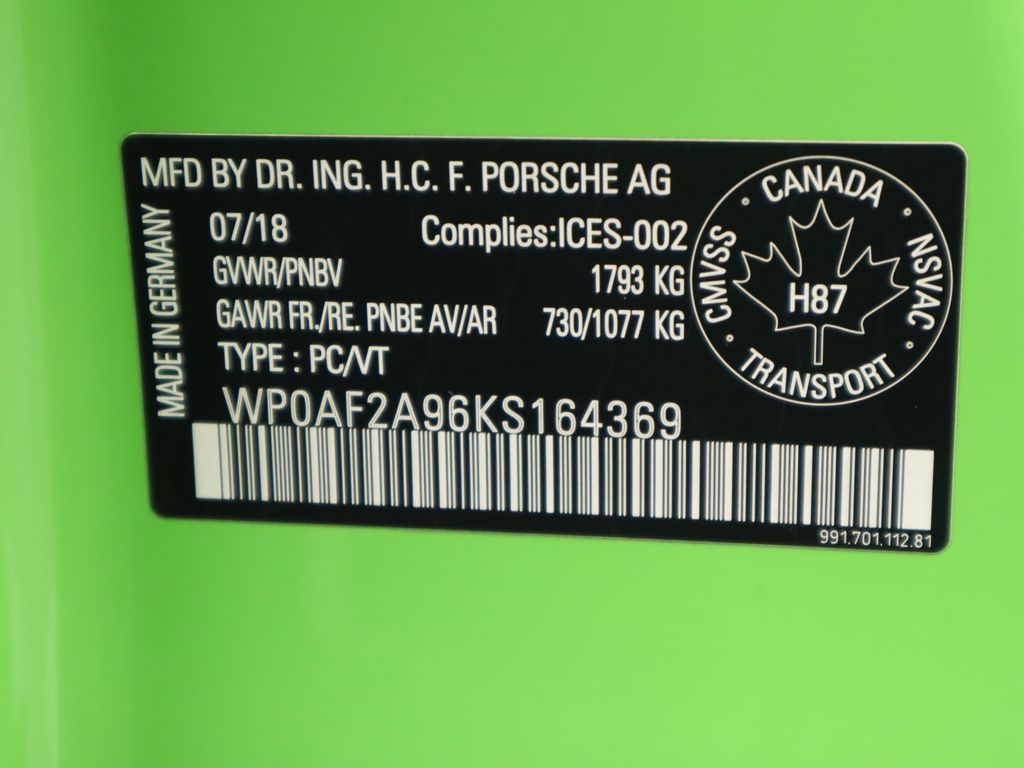 MFD BY DR. ING. H.C. F. PORSCHE AG
MADE IN GERMANY
07/18 Complies:ICES-002
GVWR/PNBV 1793 KG
GAWR FR./RE. PNBE AV/AR 730/1077 KG
TYPE : PC/VT
WP0AF2A96KS164369
991.701.112.81
CANADA
CMVSS
NSVAC
H87
TRANSPORT